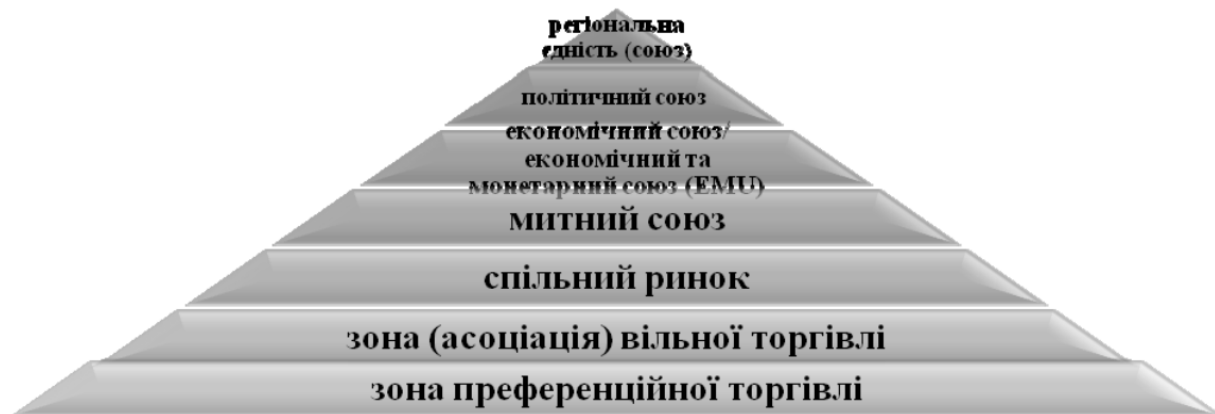 регіональна
єдність (союз)
політичний союз
економічний союз/
економічний та
монетарний союз (EMU)
митний союз
спільний ринок
зона (асоціація) вільної торгівлі
зона преференційної торгівлі